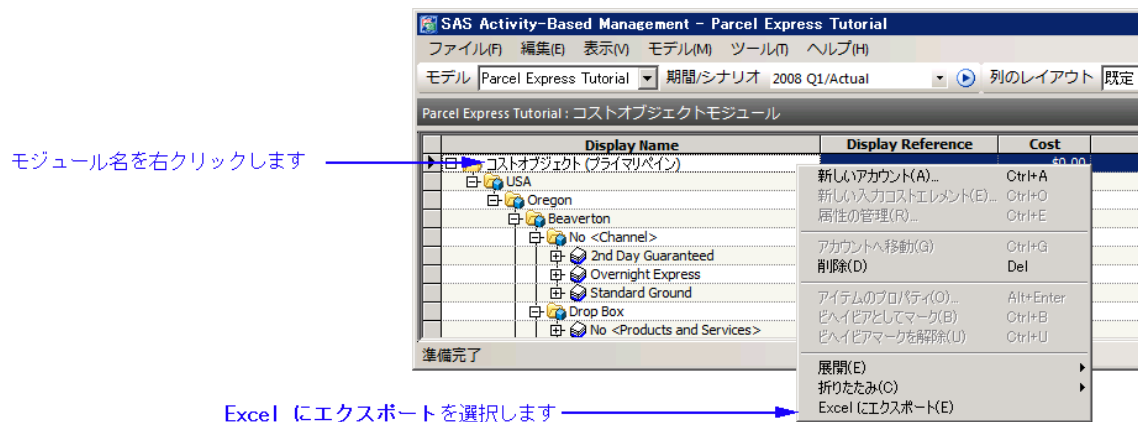 SAS Activity-Based Management - Parcel Express Tutorial
ファイル(F) 編集(E) 表示(V) モデル(M) ツール(T) ヘルプ(H)
モデル Parcel Express Tutorial 期間/シナリオ 2008 Q1/Actual 列のレイアウト 既定
Parcel Express Tutorial : コストオブジェクトモジュール
Display Name Display Reference Cost
モジュール名を右クリックします
コストオブジェクト (プライマリペイン) $0.00
USA
Oregon
Beaverton
No <Channel>
2nd Day Guaranteed
Overnight Express
Standard Ground
Drop Box
No <Products and Services>
準備完了
新しいアカウント(A)... Ctrl+A
新しい入力コストエレメント(E)... Ctrl+O
属性の管理(R)... Ctrl+E
アカウントへ移動(G) Ctrl+G
削除(D) Del
アイテムのプロパティ(O)... Alt+Enter
ビヘイビアとしてマーク(B) Ctrl+B
ビヘイビアマークを解除(U) Ctrl+U
展開(E)
折りたたみ(C)
Excel にエクスポート(E)
Excel にエクスポートを選択します